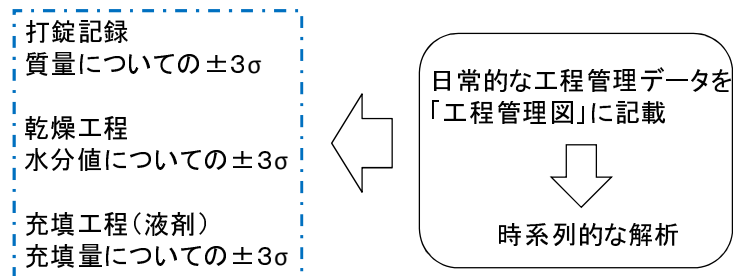 打錠記録
質量についての±3σ
乾燥工程
水分値についての±3σ
充填工程(液剤)
充填量についての±3σ
日常的な工程管理データを
「工程管理図」に記載
時系列的な解析